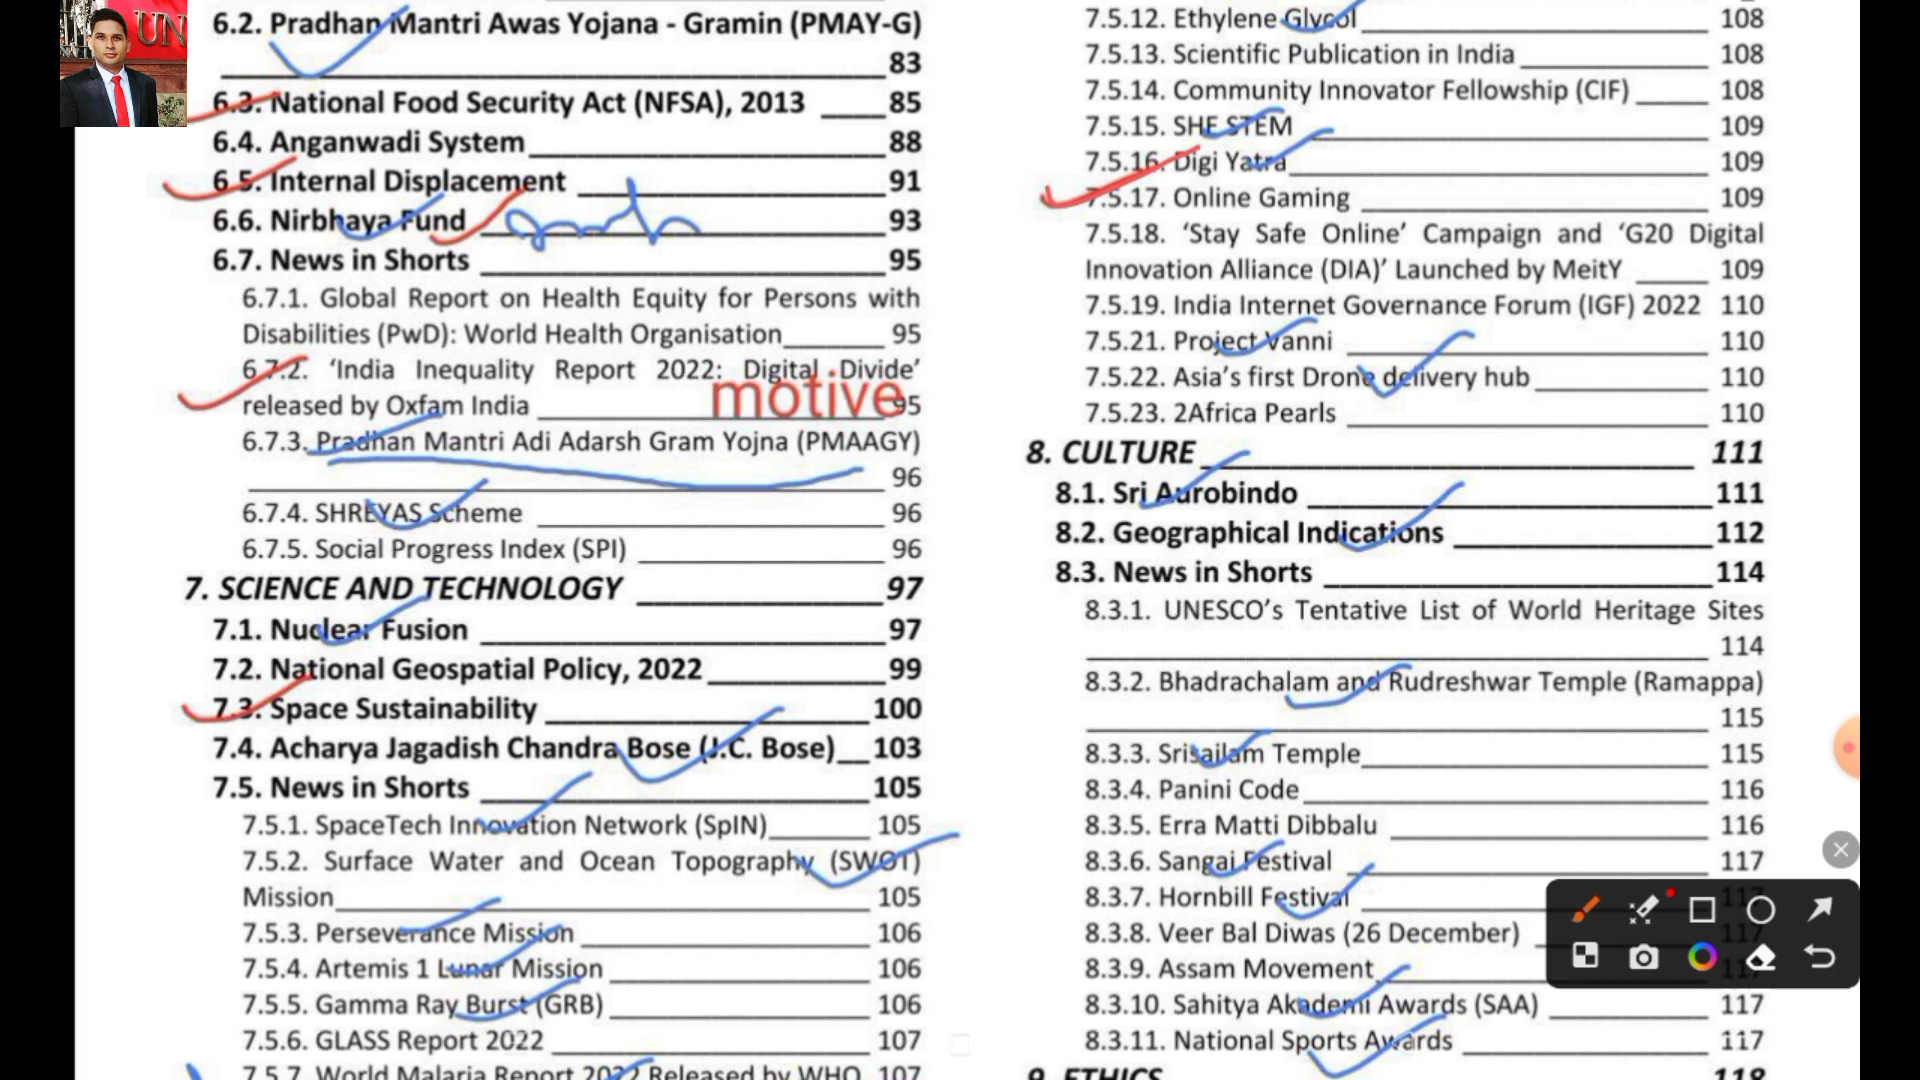 UN
6.2. Pradhan Mantri Awas Yojana - Gramin (PMAY-G)
83
6.3. National Food Security Act (NFSA), 2013 85
6.4. Anganwadi System 88
6.5. Internal Displacement 91
6.6. Nirbhaya Fund 93
6.7. News in Shorts 95
6.7.1. Global Report on Health Equity for Persons with
Disabilities (PwD): World Health Organisation 95
6.7.2. ‘India Inequality Report 2022: Digital Divide’
motive
released by Oxfam India 95
6.7.3. Pradhan Mantri Adi Adarsh Gram Yojna (PMAAGY)
96
6.7.4. SHREYAS Scheme 96
6.7.5. Social Progress Index (SPI) 96
7. SCIENCE AND TECHNOLOGY 97
7.1. Nuclear Fusion 97
7.2. National Geospatial Policy, 2022 99
7.3. Space Sustainability 100
7.4. Acharya Jagadish Chandra Bose (J.C. Bose) 103
7.5. News in Shorts 105
7.5.1. SpaceTech Innovation Network (SpIN) 105
7.5.2. Surface Water and Ocean Topography (SWOT)
Mission 105
7.5.3. Perseverance Mission 106
7.5.4. Artemis 1 Lunar Mission 106
7.5.5. Gamma Ray Burst (GRB) 106
7.5.6. GLASS Report 2022 107
7.5.7. World Malaria Report 2022 Released by WHO 107
7.5.12. Ethylene Glycol 108
7.5.13. Scientific Publication in India 108
7.5.14. Community Innovator Fellowship (CIF) 108
7.5.15. SHE STEM 109
7.5.16. Digi Yatra 109
7.5.17. Online Gaming 109
7.5.18. ‘Stay Safe Online’ Campaign and ‘G20 Digital
Innovation Alliance (DIA)’ Launched by MeitY 109
7.5.19. India Internet Governance Forum (IGF) 2022 110
7.5.21. Project Vanni 110
7.5.22. Asia’s first Drone delivery hub 110
7.5.23. 2Africa Pearls 110
8. CULTURE 111
8.1. Sri Aurobindo 111
8.2. Geographical Indications 112
8.3. News in Shorts 114
8.3.1. UNESCO’s Tentative List of World Heritage Sites
114
8.3.2. Bhadrachalam and Rudreshwar Temple (Ramappa)
115
8.3.3. Srisailam Temple 115
8.3.4. Panini Code 116
8.3.5. Erra Matti Dibbalu 116
8.3.6. Sangai Festival 117
8.3.7. Hornbill Festival 117
8.3.8. Veer Bal Diwas (26 December) 117
8.3.9. Assam Movement 117
8.3.10. Sahitya Akademi Awards (SAA) 117
8.3.11. National Sports Awards 117
9. ETHICS 118